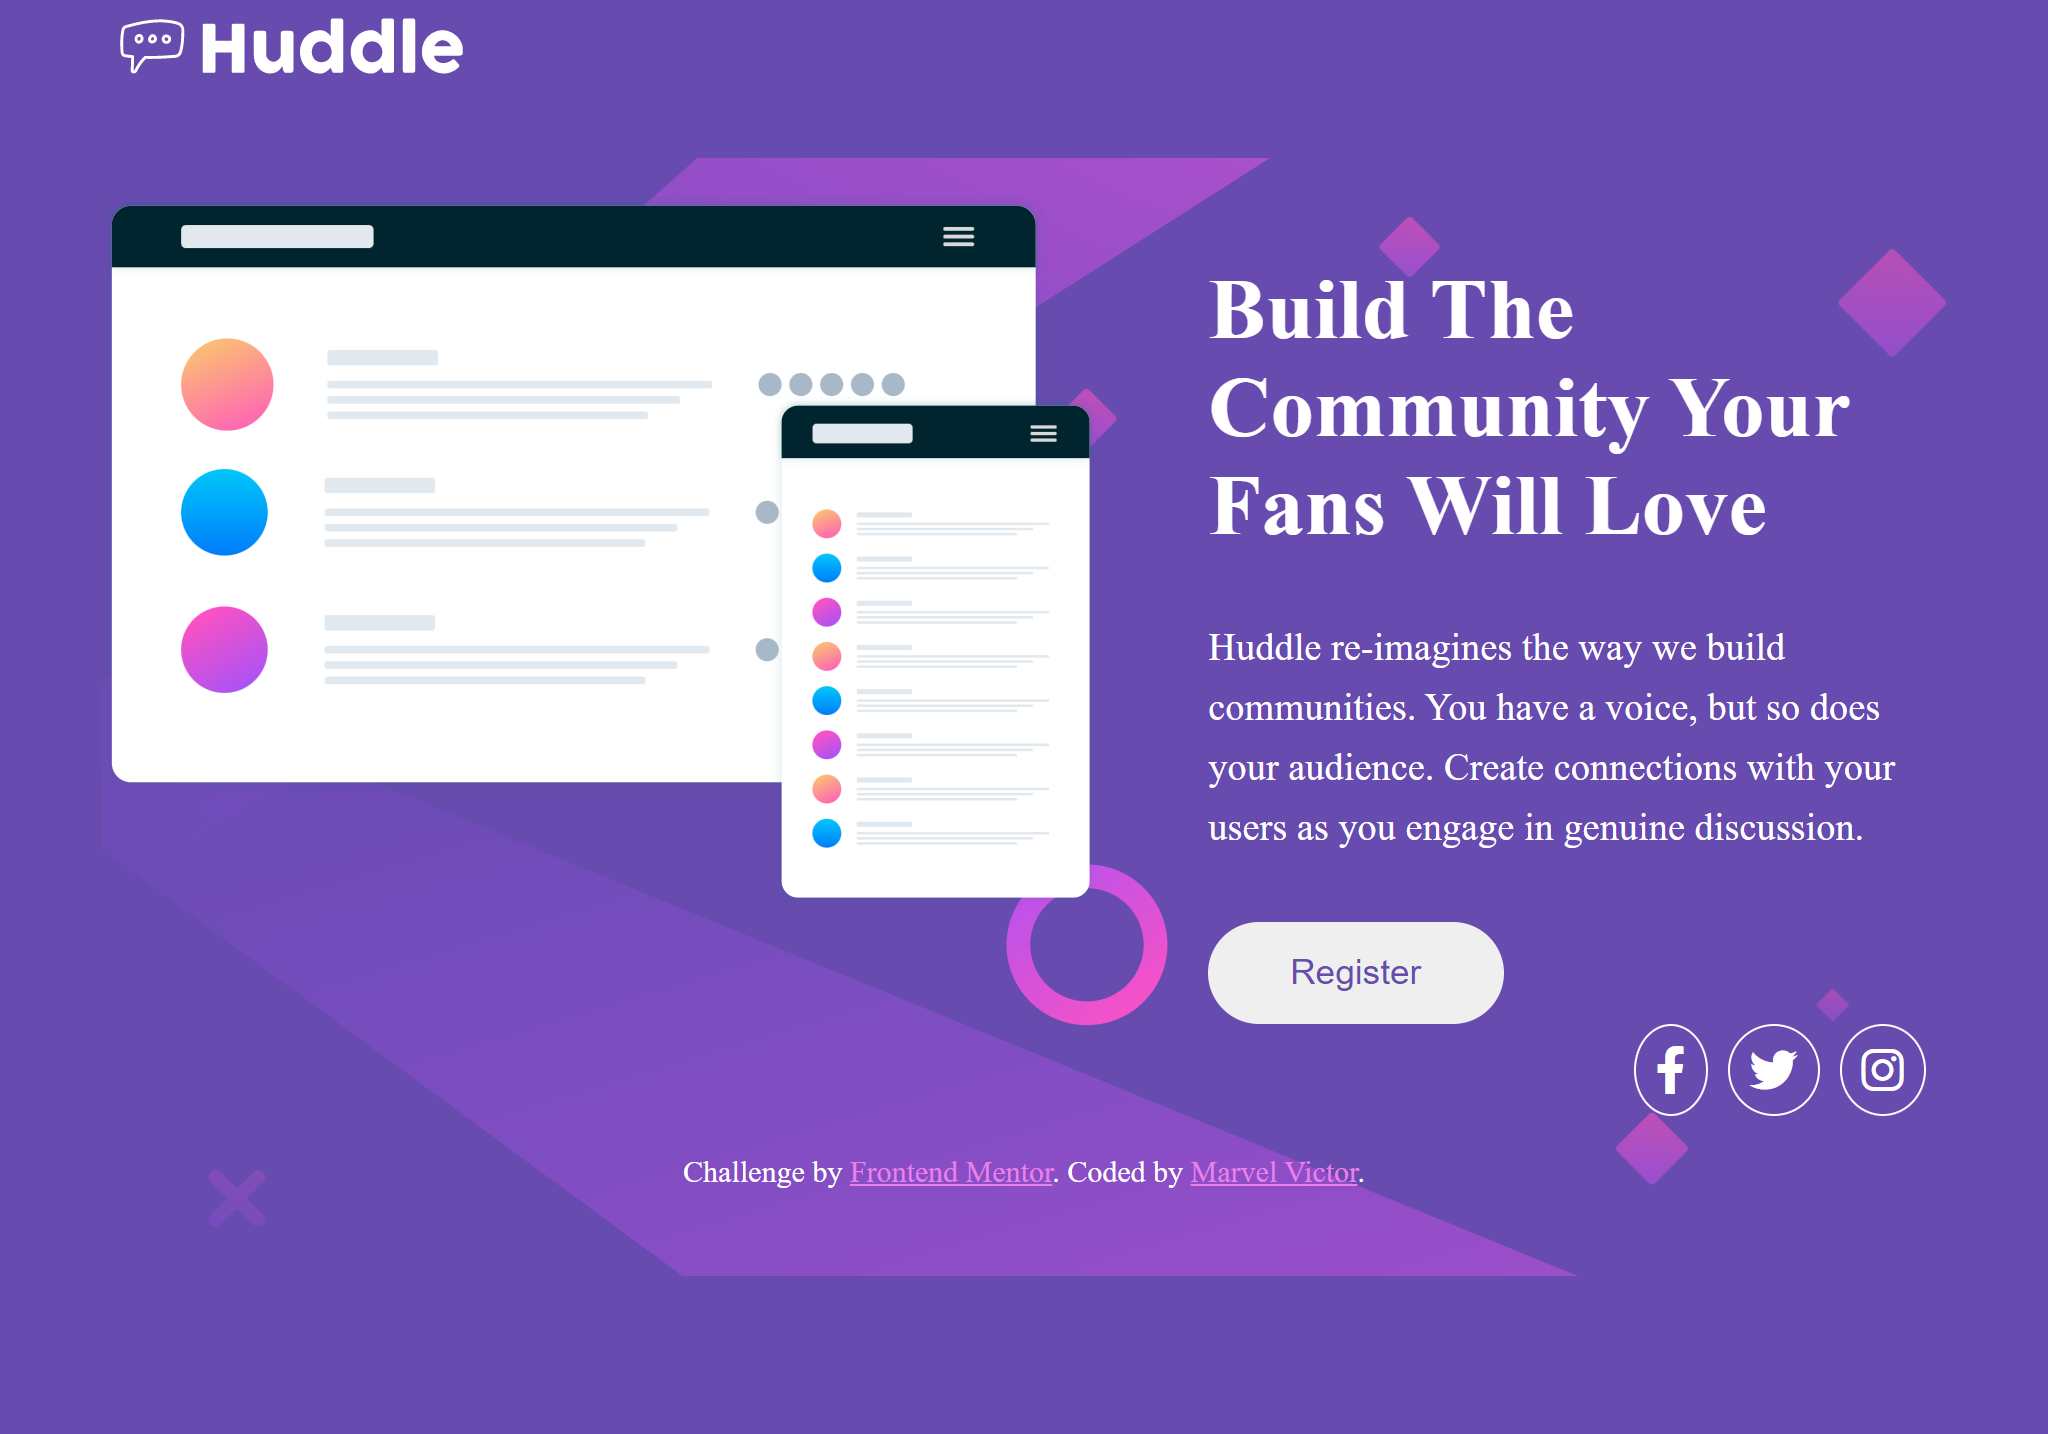 Huddle
Build The
Community Your
Fans Will Love
Huddle re-imagines the way we build
communities. You have a voice, but so does
your audience. Create connections with your
users as you engage in genuine discussion.
Register
Challenge by Frontend Mentor. Coded by Marvel Victor.